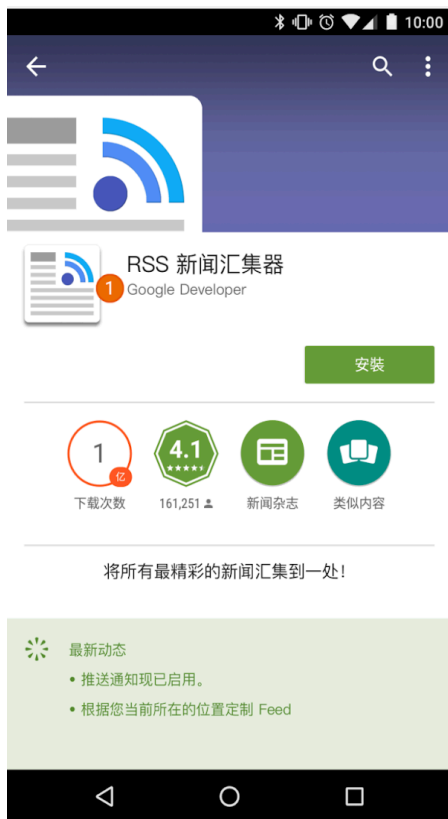 10:00
RSS 新闻汇集器
1
Google Developer
安装
1
亿
下载次数
4.1
161,251
新闻杂志
类似内容
将所有最精彩的新闻汇集到一处！
最新动态
• 推送通知现已启用。
• 根据您当前所在的位置定制 Feed